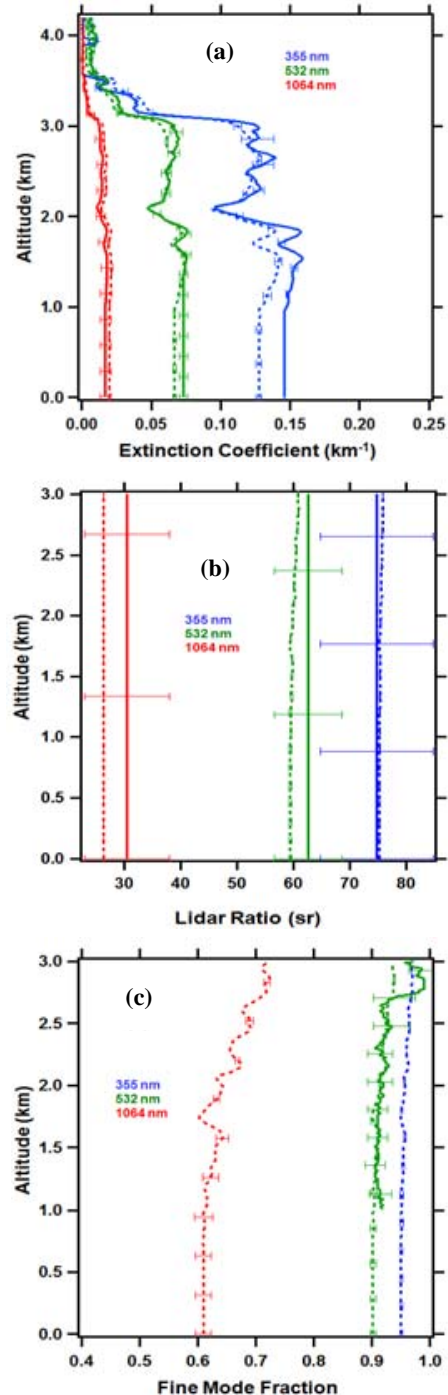 (a)
355 nm
532 nm
1064 nm
4.0
3.0
2.0
1.0
0.0
Altitude (km)
0.00 0.05 0.10 0.15 0.20 0.25
Extinction Coefficient (km-1)
(b)
355 nm
532 nm
1064 nm
3.0
2.5
2.0
1.5
1.0
0.5
0.0
Altitude (km)
30 40 50 60 70 80
Lidar Ratio (sr)
(c)
355 nm
532 nm
1064 nm
3.0
2.5
2.0
1.5
1.0
0.5
0.0
Altitude (km)
0.4 0.5 0.6 0.7 0.8 0.9 1.0
Fine Mode Fraction